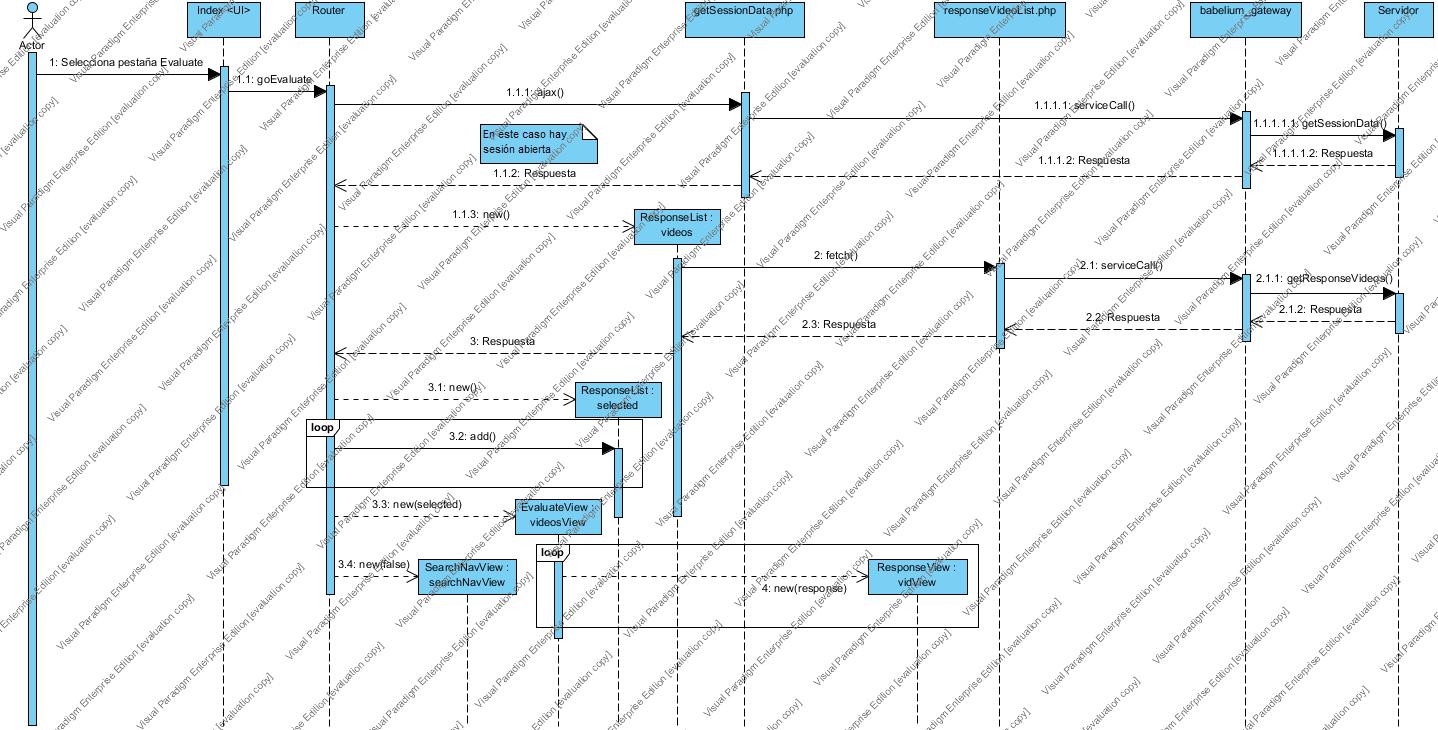 Actor
Index <UI>
Router
getSessionData.php
responseVideoList.php
babelium_gateway
Servidor
1: Selecciona pestaña Evaluate
1.1: goEvaluate
1.1.1: ajax()
1.1.1.1: serviceCall()
1.1.1.1.1: getSessionData()
En este caso hay
sesión abierta
1.1.1.1.2: Respuesta
1.1.1.2: Respuesta
1.1.2: Respuesta
1.1.3: new()
ResponseList :
videos
2: fetch()
2.1: serviceCall()
2.1.1: getResponseVideos()
2.1.2: Respuesta
2.2: Respuesta
2.3: Respuesta
3: Respuesta
3.1: new()
ResponseList :
selected
loop
3.2: add()
3.3: new(selected)
EvaluateView :
videosView
loop
3.4: new(false)
SearchNavView :
searchNavView
4: new(response)
ResponseView :
vidView
Visual Paradigm Enterprise Edition [evaluation copy]